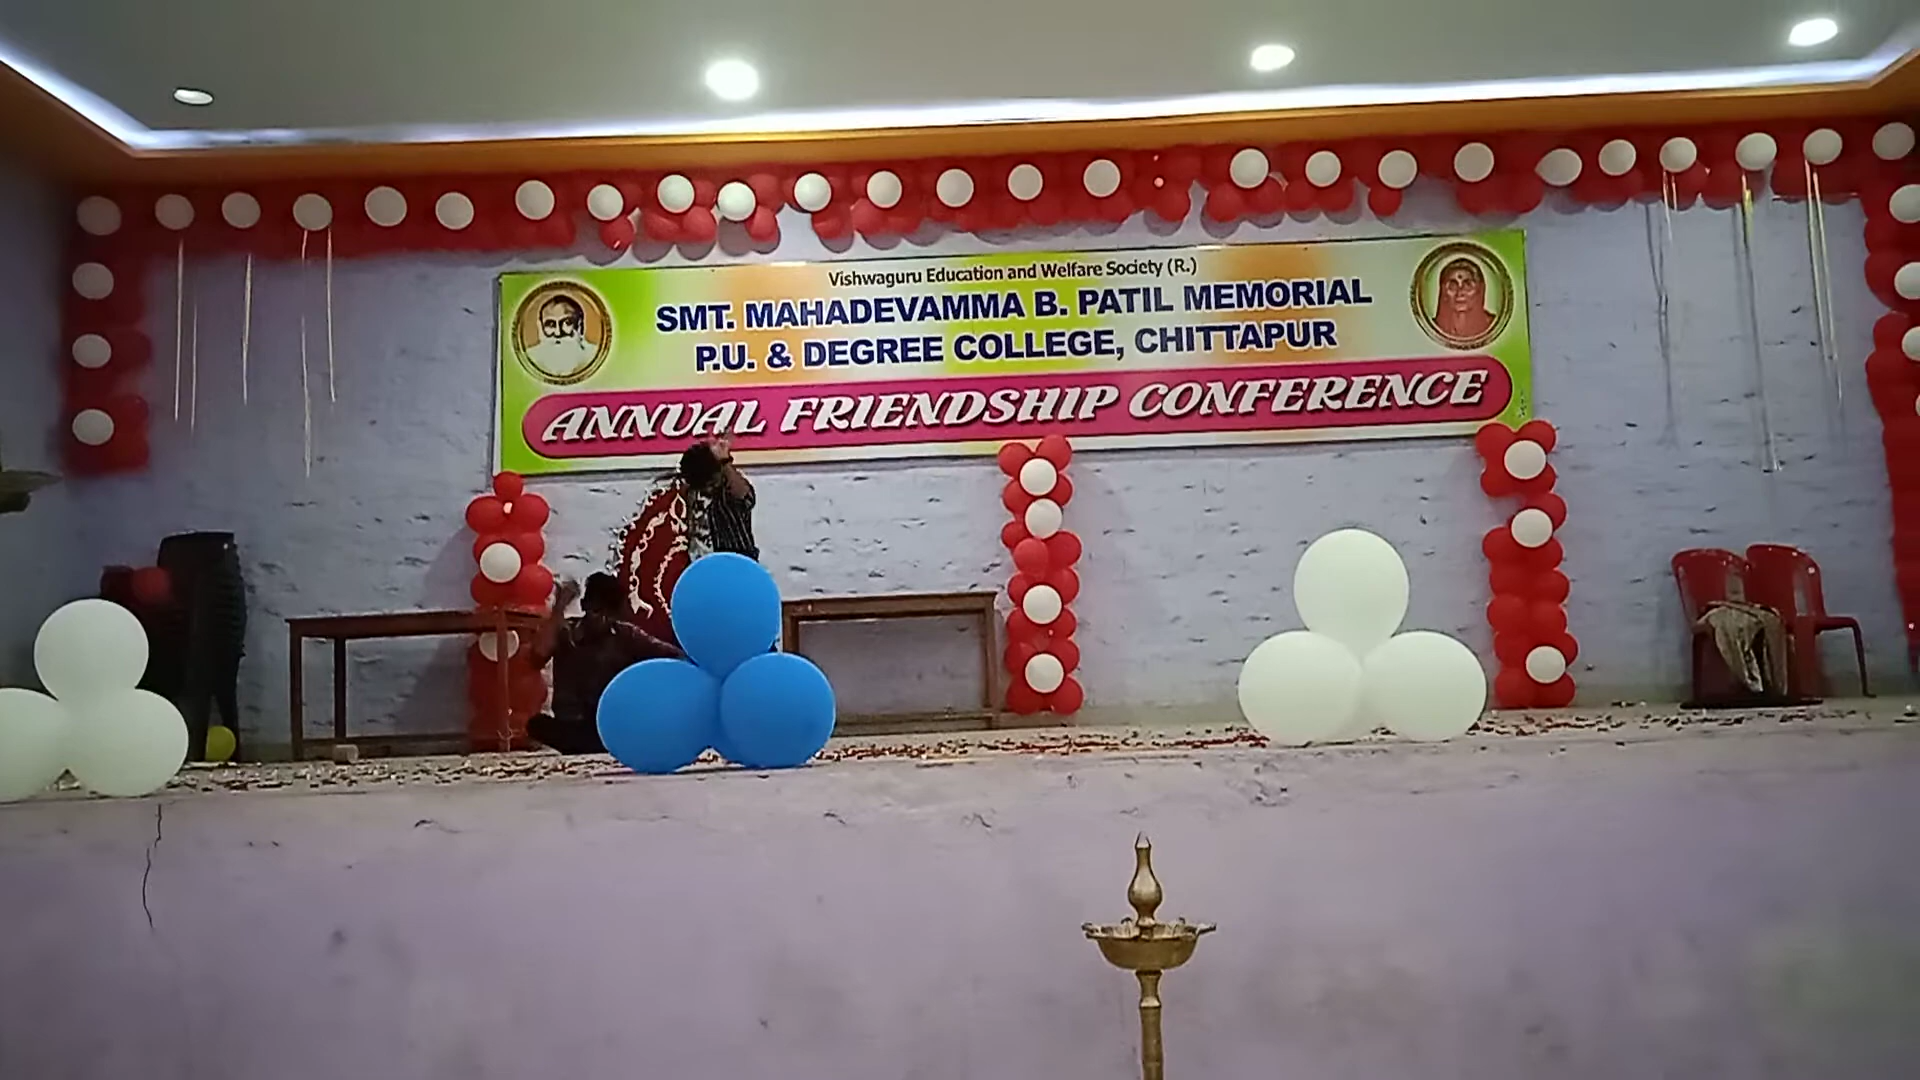 Vishwaguru Education and Welfare Society (R.)
SMT. MAHADEVAMMA B. PATIL MEMORIAL
P.U. & DEGREE COLLEGE, CHITTAPUR
ANNUAL FRIENDSHIP CONFERENCE